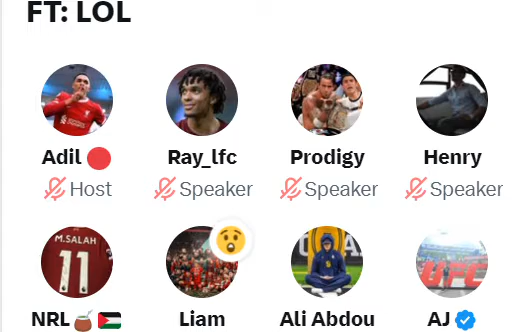 FT: LOL
Adil Ray_lfc Prodigy Henry
Host Speaker Speaker Speaker
M.SALAH
11
UFC
NRL Liam Ali Abdou AJ